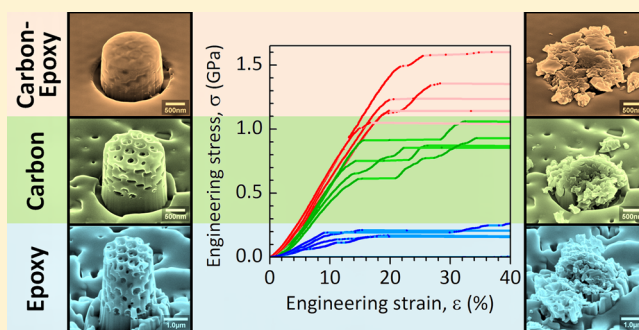 Carbon-
Epoxy
Carbon
Epoxy
500nm
500nm
1.0µm
Engineering stress, σ (GPa)
1.5
1.0
0.5
0.0
0 10 20 30 40
Engineering strain, ε (%)
500nm
500nm
1.0µm